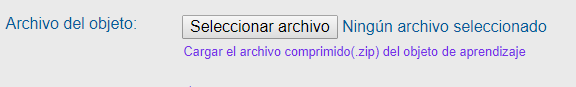 Archivo del objeto: Seleccionar archivo Ningún archivo seleccionado
Cargar el archivo comprimido(.zip) del objeto de aprendizaje